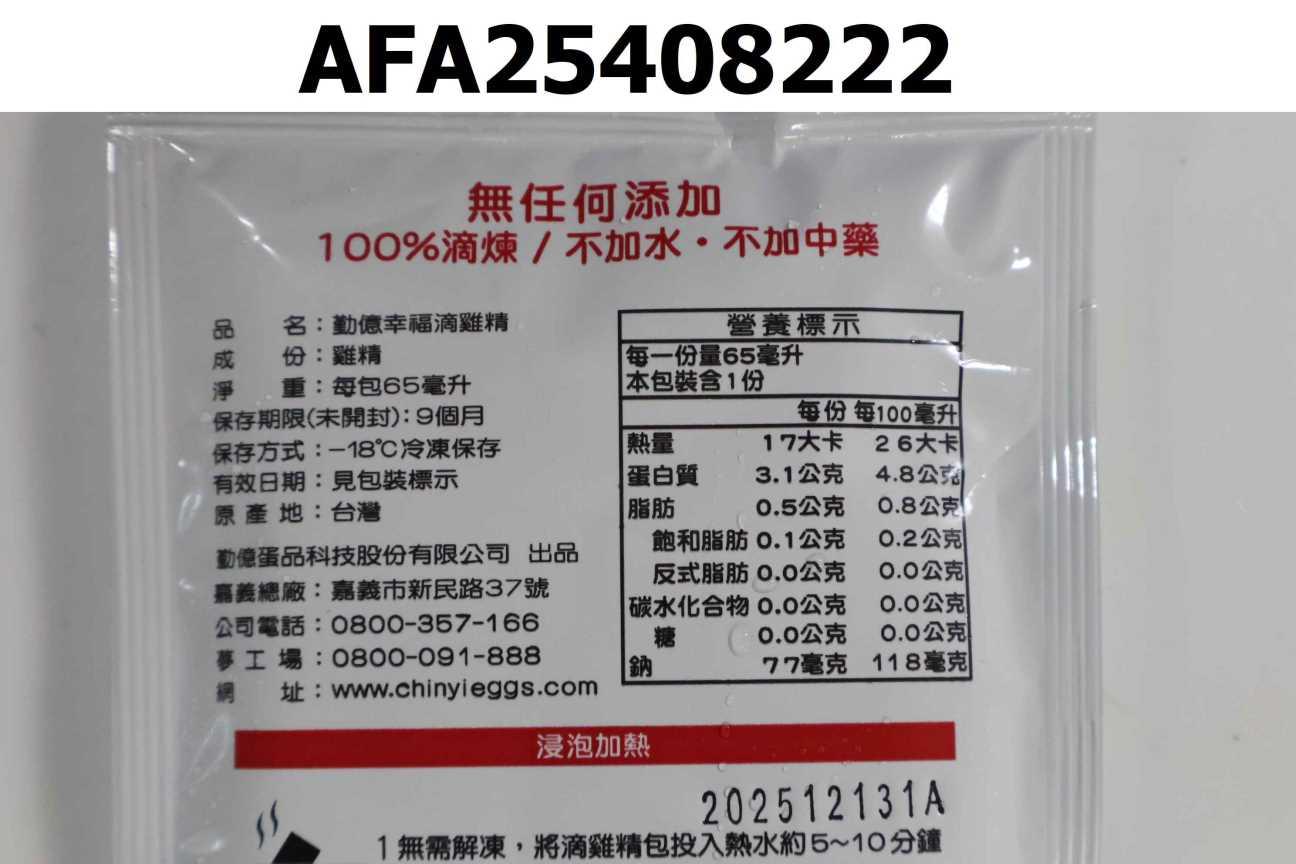 AFA25408222
無任何添加
100%滴煉/不加水・不加中藥
品　　名：勤億幸福滴雞精
成　　份：雞精
淨　　重：每包65毫升
保存期限(未開封)：9個月
保存方式：-18℃冷凍保存
有效日期：見包裝標示
原 產 地：台灣
勤億蛋品科技股份有限公司 出品
嘉義總廠：嘉義市新民路37號
公司電話：0800-357-166
夢 工 場：0800-091-888
網　　址：www.chinyieggs.com
營養標示
每一份量65毫升
本包裝含1份
每份 每100毫升
熱量 17大卡 26大卡
蛋白質 3.1公克 4.8公克
脂肪 0.5公克 0.8公克
飽和脂肪 0.1公克 0.2公克
反式脂肪 0.0公克 0.0公克
碳水化合物 0.0公克 0.0公克
糖 0.0公克 0.0公克
鈉 77毫克 118毫克
浸泡加熱
202512131A
1無需解凍，將滴雞精包投入熱水約5~10分鐘